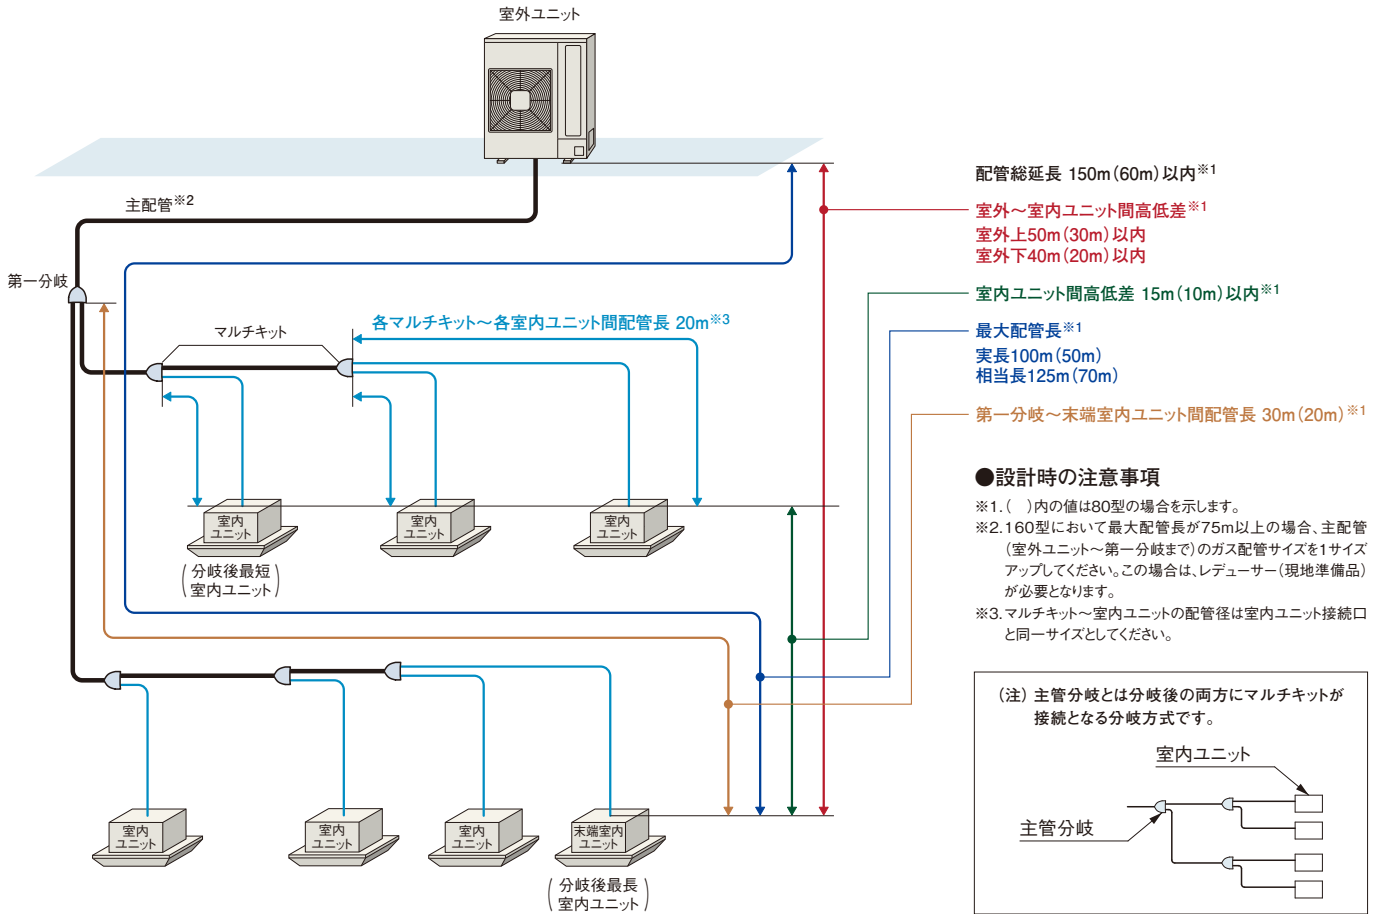 室外ユニット
主配管※2
第一分岐
マルチキット
各マルチキット～各室内ユニット間配管長 20m※3
室内
ユニット
室内
ユニット
室内
ユニット
(分岐後最短
室内ユニット)
室内
ユニット
室内
ユニット
室内
ユニット
末端室内
ユニット
(分岐後最長
室内ユニット)
配管総延長 150m(60m)以内※1
室外～室内ユニット間高低差※1
室外上50m(30m)以内
室外下40m(20m)以内
室内ユニット間高低差 15m(10m)以内※1
最大配管長※1
実長100m(50m)
相当長125m(70m)
第一分岐～末端室内ユニット間配管長 30m(20m)※1
●設計時の注意事項
※1.(　)内の値は80型の場合を示します。
※2.160型において最大配管長が75m以上の場合、主配管
(室外ユニット～第一分岐まで)のガス配管サイズを1サイズ
アップしてください。この場合は、レデューサー(現地準備品)
が必要となります。
※3.マルチキット～室内ユニットの配管径は室内ユニット接続口
と同一サイズとしてください。
(注) 主管分岐とは分岐後の両方にマルチキットが
接続となる分岐方式です。
室内ユニット
主管分岐